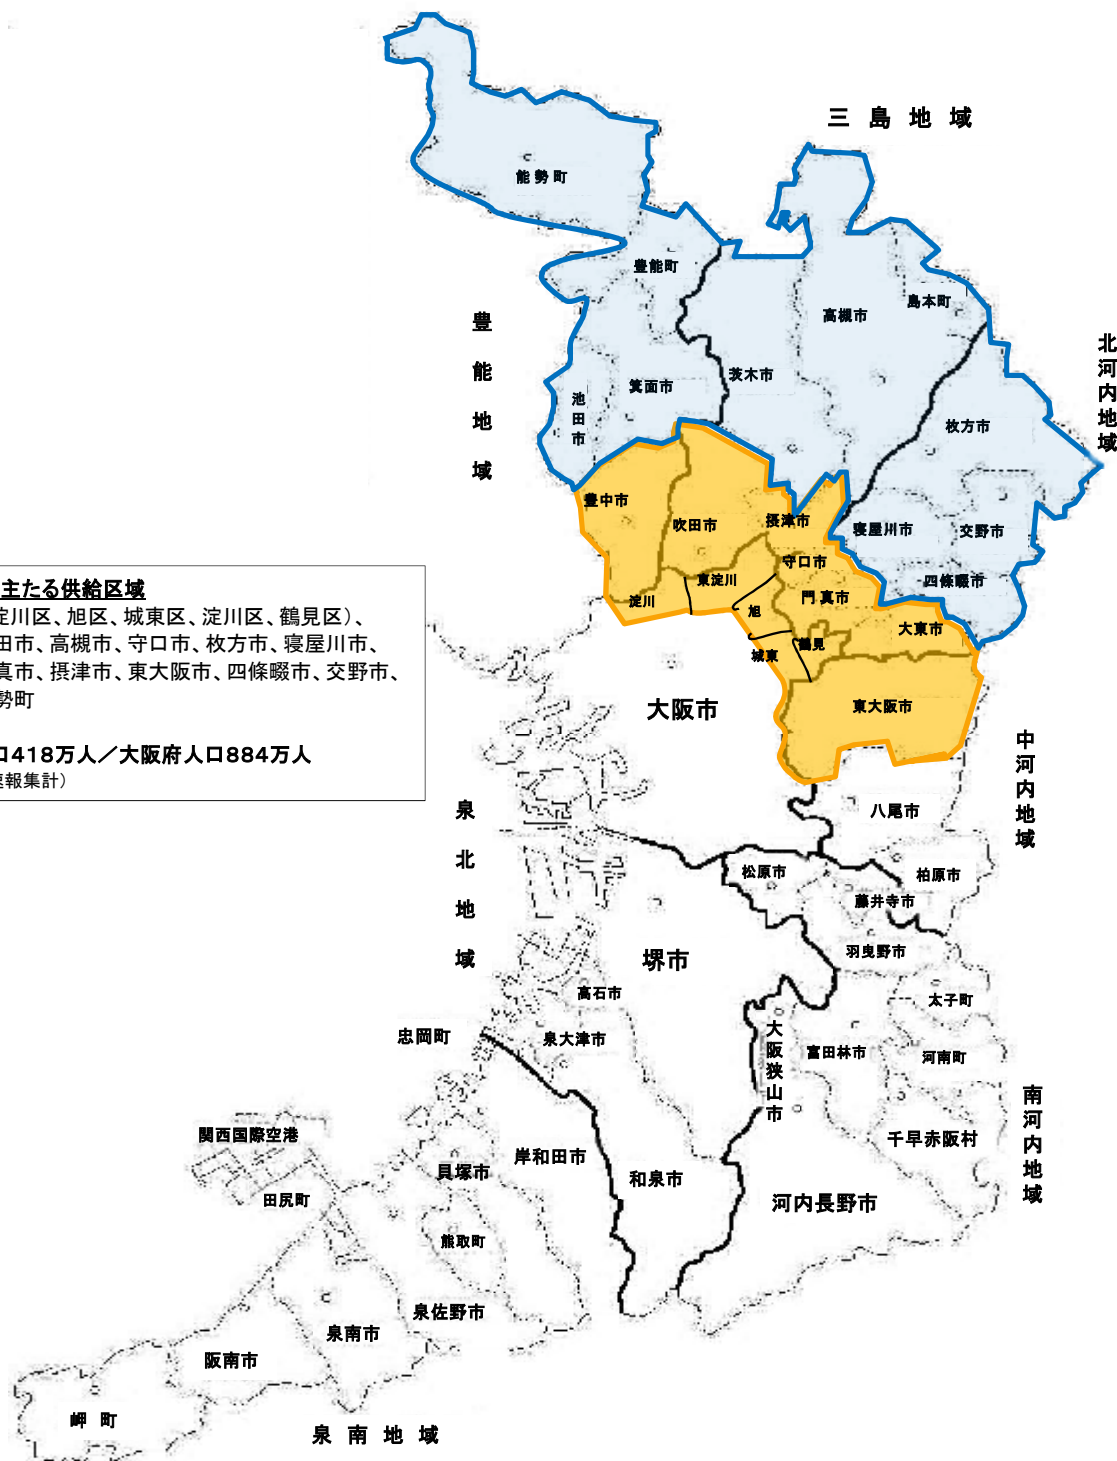 三島地域
能勢町
豊能町
島本町
高槻市
豊能地域
北河内地域
茨木市
箕面市
池田市
枚方市
豊中市
吹田市
摂津市
寝屋川市
交野市
守口市
東淀川
四條畷市
門真市
淀川
旭
大東市
鶴見
城東
主たる供給区域
淀川区、旭区、城東区、淀川区、鶴見区)、
田市、高槻市、守口市、枚方市、寝屋川市、
真市、摂津市、東大阪市、四條畷市、交野市、
勢町
口418万人/大阪府人口884万人
速報集計)
大阪市
東大阪市
中河内地域
八尾市
泉北地域
松原市
柏原市
藤井寺市
羽曳野市
堺市
高石市
太子町
忠岡町
泉大津市
大阪狭山市
富田林市
河南町
南河内地域
関西国際空港
千早赤阪村
岸和田市
貝塚市
和泉市
田尻町
河内長野市
熊取町
泉佐野市
泉南市
阪南市
岬町
泉南地域